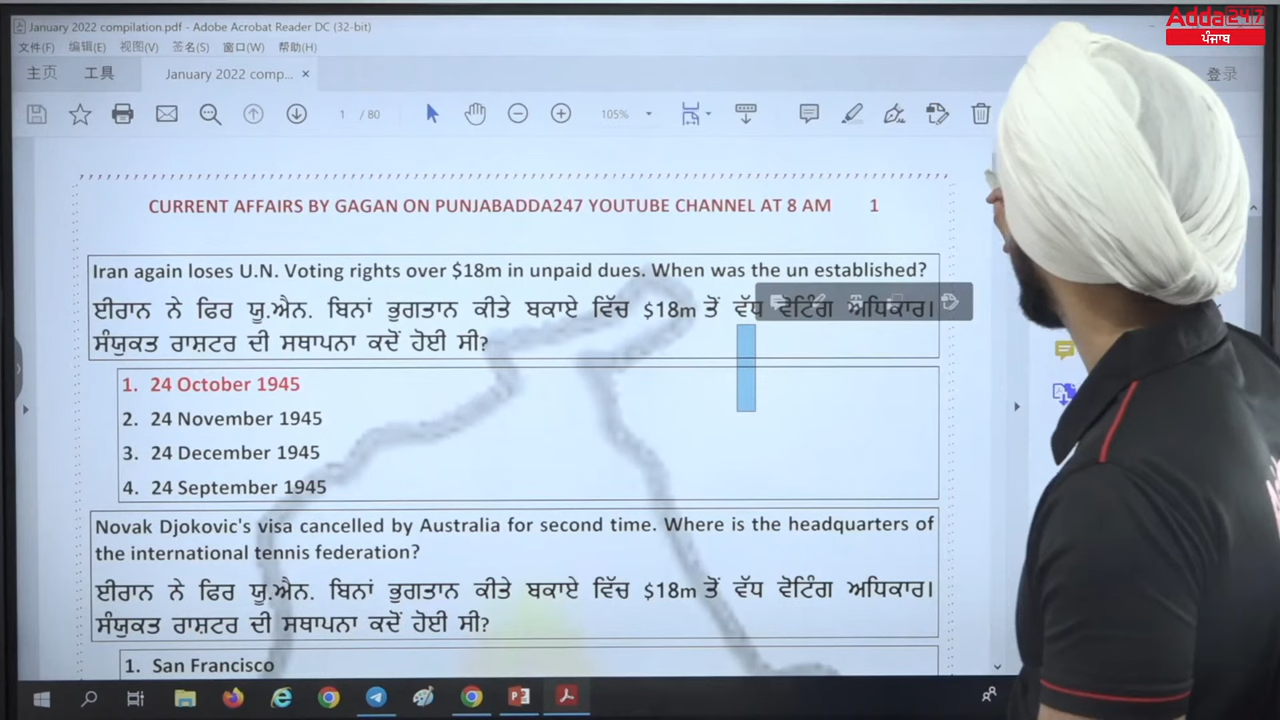 January 2022 compilation.pdf - Adobe Acrobat Reader DC (32-bit)
Adda247
ਪੰਜਾਬ
文件(F) 编辑(E) 视图(V) 签名(S) 窗口(W) 帮助(H)
主页 工具 January 2022 comp... × 登录
1 / 80 105%
CURRENT AFFAIRS BY GAGAN ON PUNJABADDA247 YOUTUBE CHANNEL AT 8 AM 1
Iran again loses U.N. Voting rights over $18m in unpaid dues. When was the un established?
ਈਰਾਨ ਨੇ ਫਿਰ ਯੂ.ਐਨ. ਬਿਨਾਂ ਭੁਗਤਾਨ ਕੀਤੇ ਬਕਾਏ ਵਿੱਚ $18m ਤੋਂ ਵੱਧ ਵੋਟਿੰਗ ਅਧਿਕਾਰ।
ਸੰਯੁਕਤ ਰਾਸ਼ਟਰ ਦੀ ਸਥਾਪਨਾ ਕਦੋਂ ਹੋਈ ਸੀ?
1. 24 October 1945
2. 24 November 1945
3. 24 December 1945
4. 24 September 1945
Novak Djokovic's visa cancelled by Australia for second time. Where is the headquarters of
the international tennis federation?
ਈਰਾਨ ਨੇ ਫਿਰ ਯੂ.ਐਨ. ਬਿਨਾਂ ਭੁਗਤਾਨ ਕੀਤੇ ਬਕਾਏ ਵਿੱਚ $18m ਤੋਂ ਵੱਧ ਵੋਟਿੰਗ ਅਧਿਕਾਰ।
ਸੰਯੁਕਤ ਰਾਸ਼ਟਰ ਦੀ ਸਥਾਪਨਾ ਕਦੋਂ ਹੋਈ ਸੀ?
1. San Francisco